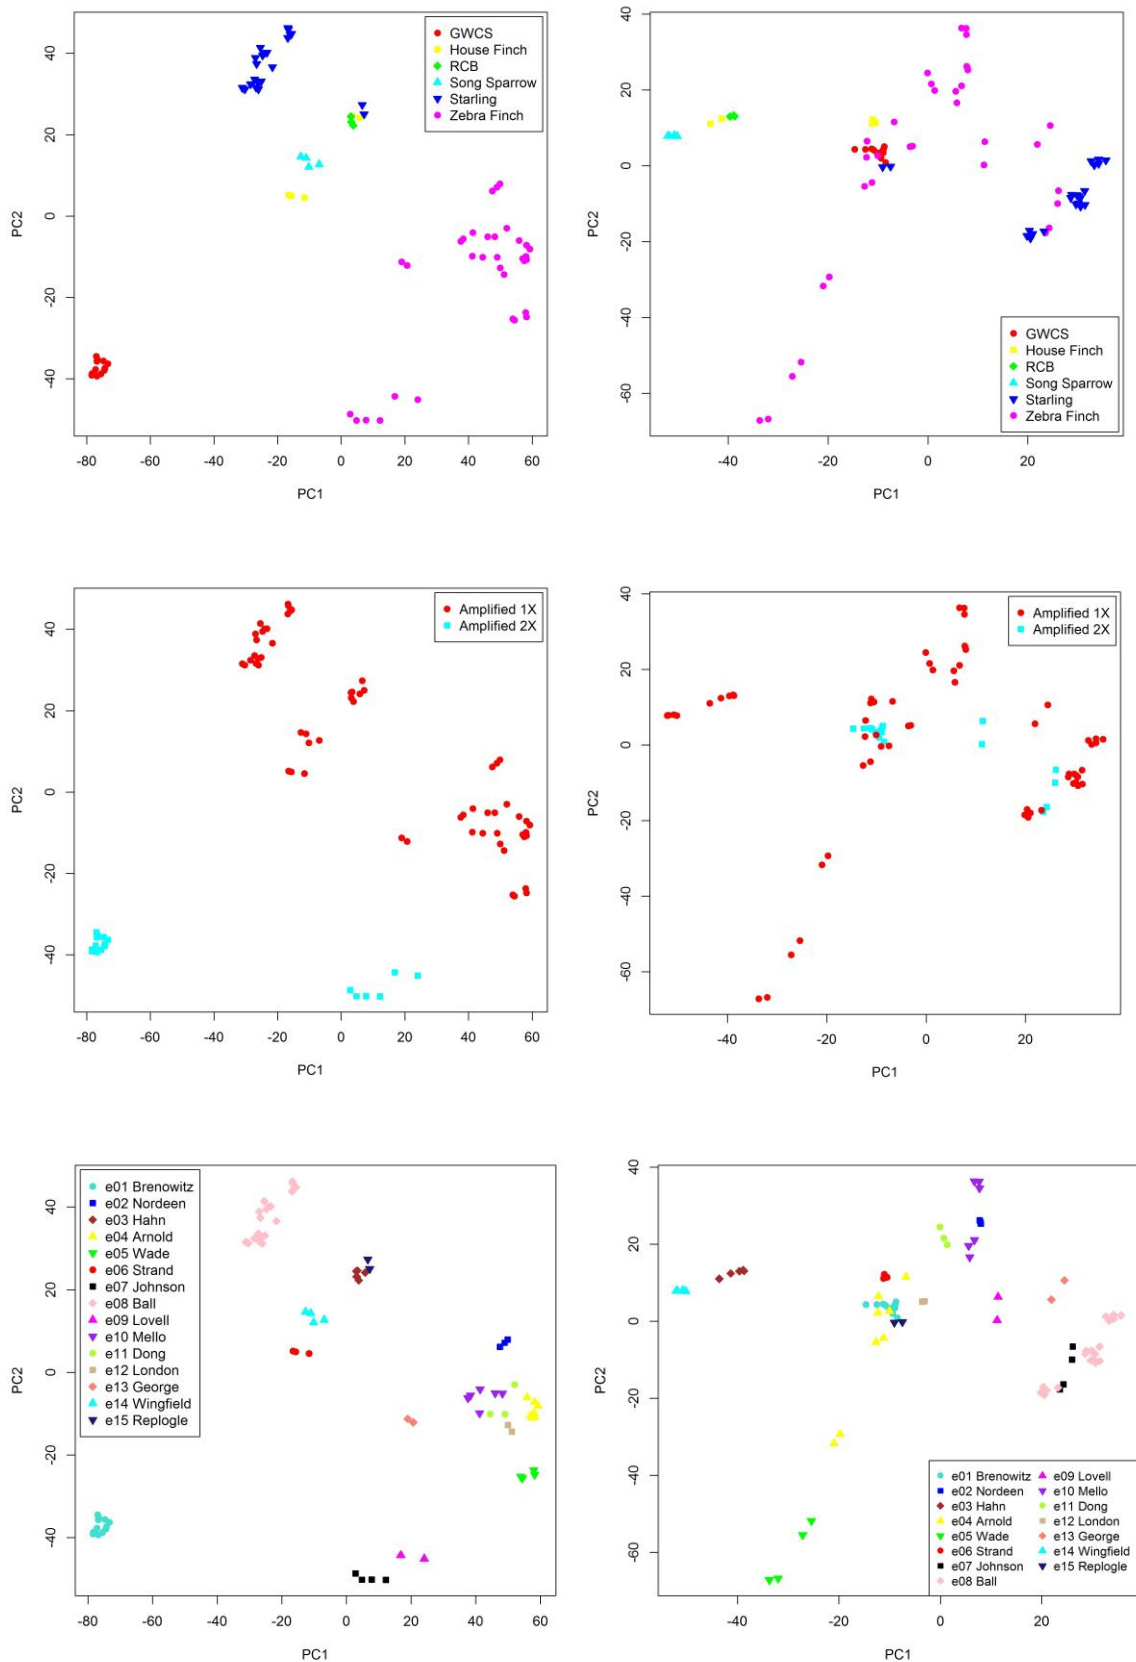 GWCS
House Finch
RCB
Song Sparrow
Starling
Zebra Finch
40
20
0
-20
-40
PC2
-80
-60
-40
-20
0
20
40
60
PC1
40
20
0
-20
-40
-60
PC2
GWCS
House Finch
RCB
Song Sparrow
Starling
Zebra Finch
-40
-20
0
20
PC1
Amplified 1X
Amplified 2X
40
20
0
-20
-40
PC2
-80
-60
-40
-20
0
20
40
60
PC1
Amplified 1X
Amplified 2X
40
20
0
-20
-40
-60
PC2
-40
-20
0
20
PC1
e01 Brenowitz
e02 Nordeen
e03 Hahn
e04 Arnold
e05 Wade
e06 Strand
e07 Johnson
e08 Ball
e09 Lovell
e10 Mello
e11 Dong
e12 London
e13 George
e14 Wingfield
e15 Replogle
40
20
0
-20
-40
PC2
-80
-60
-40
-20
0
20
40
60
PC1
40
20
0
-20
-40
-60
PC2
e01 Brenowitz
e02 Nordeen
e03 Hahn
e04 Arnold
e05 Wade
e06 Strand
e07 Johnson
e08 Ball
e09 Lovell
e10 Mello
e11 Dong
e12 London
e13 George
e14 Wingfield
e15 Replogle
-40
-20
0
20
PC1